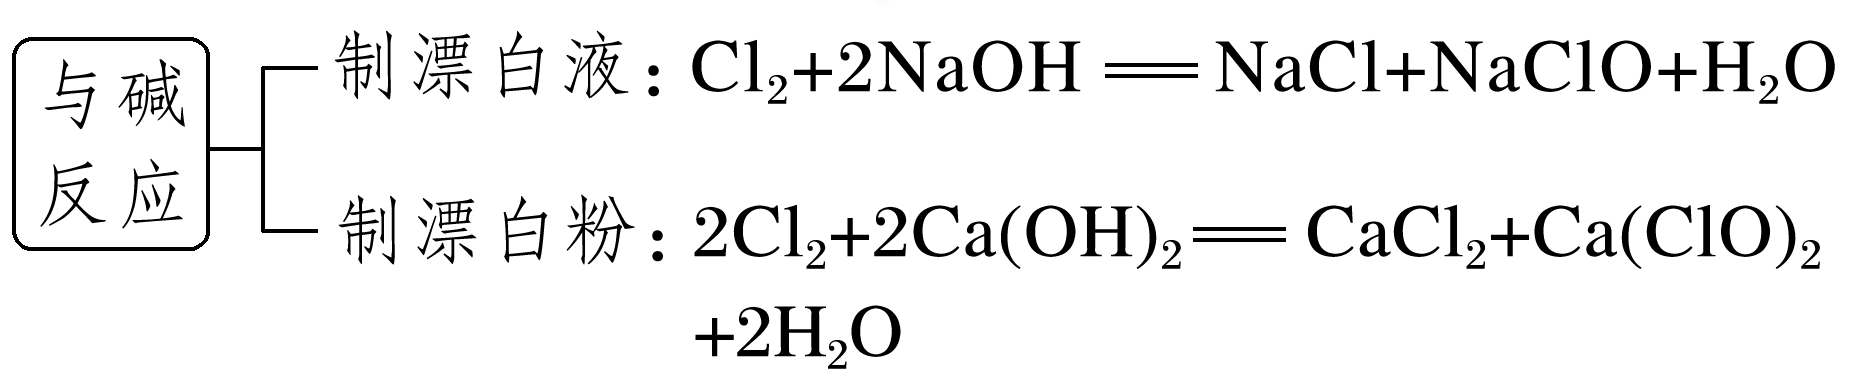 与碱
反应
制漂白液：Cl₂+2NaOH══NaCl+NaClO+H₂O
制漂白粉：2Cl₂+2Ca(OH)₂══CaCl₂+Ca(ClO)₂
+2H₂O